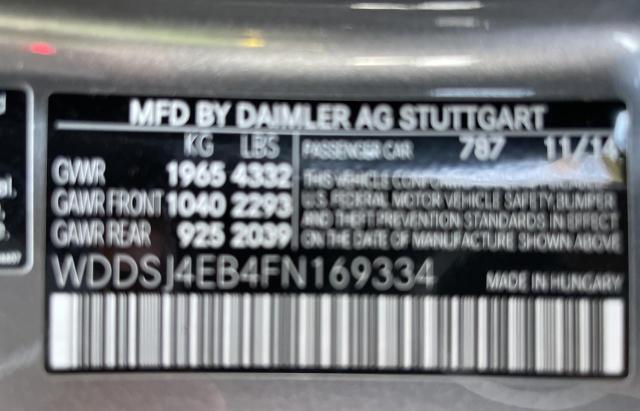 MFD BY DAIMLER AG STUTTGART
KG LBS
GVWR 1965 4332
GAWR FRONT 1040 2293
GAWR REAR 925 2039
PASSENGER CAR 787 11/14
THIS VEHICLE CONFORMS
U.S. FEDERAL MOTOR VEHICLE SAFETY, BUMPER
AND THEFT PREVENTION STANDARDS IN EFFECT
ON THE DATE OF MANUFACTURE SHOWN ABOVE
WDDSJ4EB4FN169334
MADE IN HUNGARY